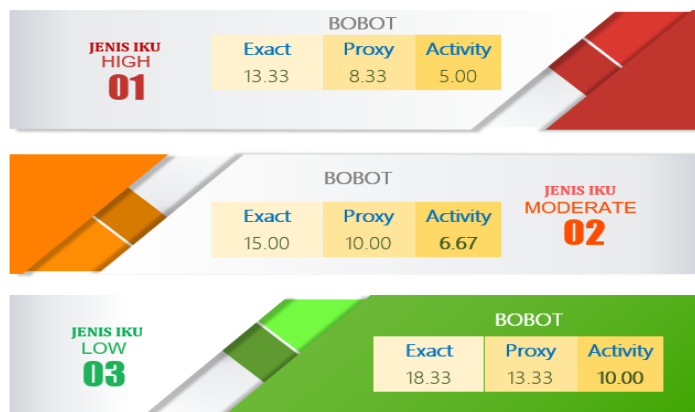 BOBOT
JENIS IKU
HIGH
01
Exact Proxy Activity
13.33 8.33 5.00
BOBOT
Exact Proxy Activity
15.00 10.00 6.67
JENIS IKU
MODERATE
02
JENIS IKU
LOW
03
BOBOT
Exact Proxy Activity
18.33 13.33 10.00